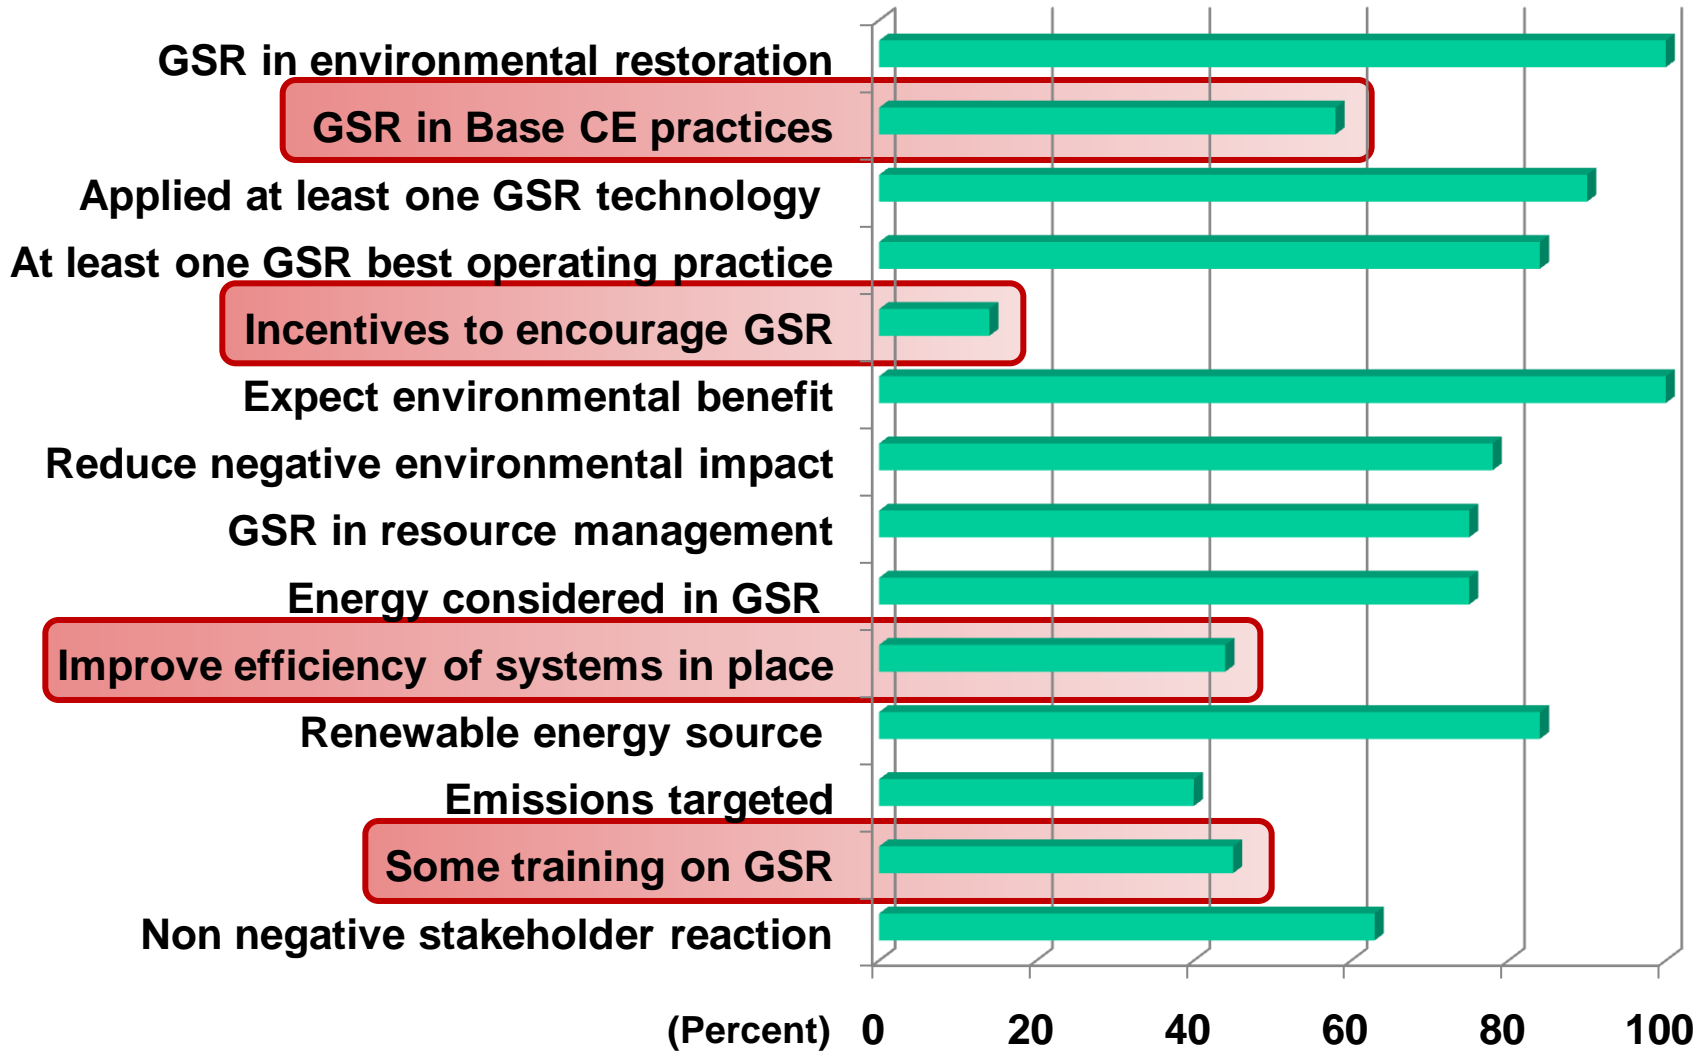 GSR in environmental restoration
GSR in Base CE practices
Applied at least one GSR technology
At least one GSR best operating practice
Incentives to encourage GSR
Expect environmental benefit
Reduce negative environmental impact
GSR in resource management
Energy considered in GSR
Improve efficiency of systems in place
Renewable energy source
Emissions targeted
Some training on GSR
Non negative stakeholder reaction
(Percent) 0 20 40 60 80 100